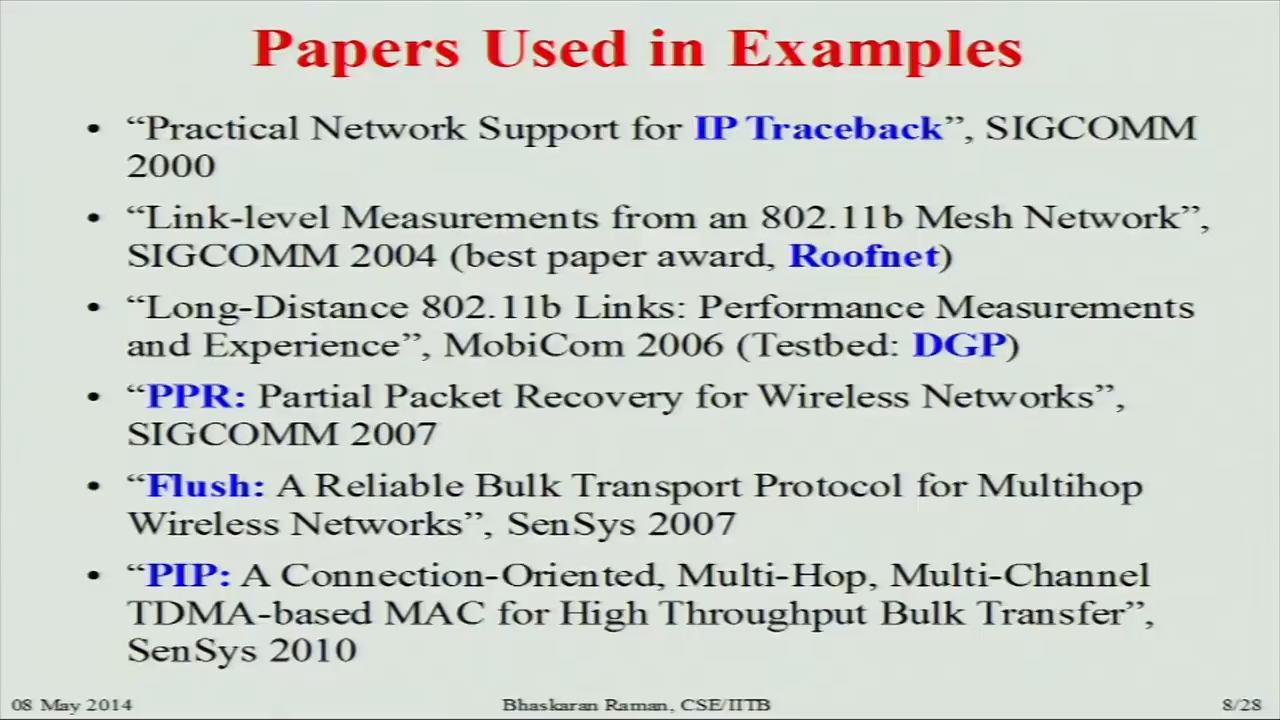 Papers Used in Examples
• “Practical Network Support for IP Traceback”, SIGCOMM
2000
• “Link-level Measurements from an 802.11b Mesh Network”,
SIGCOMM 2004 (best paper award, Roofnet)
• “Long-Distance 802.11b Links: Performance Measurements
and Experience”, MobiCom 2006 (Testbed: DGP)
• “PPR: Partial Packet Recovery for Wireless Networks”,
SIGCOMM 2007
• “Flush: A Reliable Bulk Transport Protocol for Multihop
Wireless Networks”, SenSys 2007
• “PIP: A Connection-Oriented, Multi-Hop, Multi-Channel
TDMA-based MAC for High Throughput Bulk Transfer”,
SenSys 2010
08 May 2014 Bhaskaran Raman, CSE/IITB 8/28